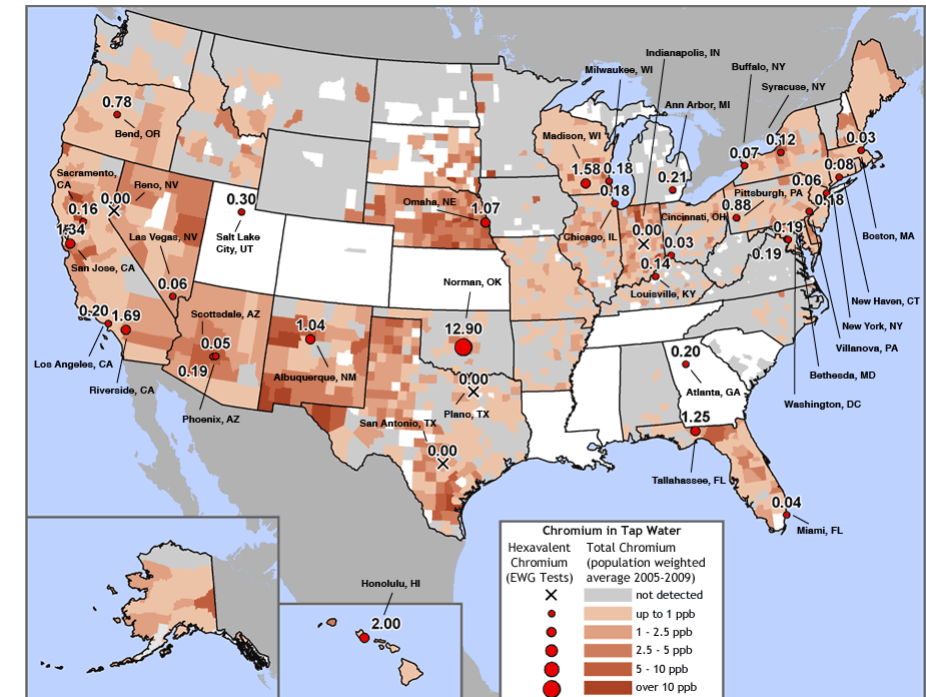 Indianapolis, IN
Milwaukee, WI
Buffalo, NY
Syracuse, NY
Ann Arbor, MI
0.78
Bend, OR
Madison, WI
0.12
0.03
0.07
0.08
1.58
0.18
0.18
0.21
0.06
0.18
Sacramento,
CA
0.16
0.00
Reno, NV
1.34
San Jose, CA
0.30
Salt Lake
City, UT
Omaha, NE
1.07
Pittsburgh, PA
0.88
Cincinnati, OH
Chicago, IL
0.00
0.03
0.14
Louisville, KY
0.19
0.19
Boston, MA
Las Vegas, NV
0.06
Norman, OK
12.90
New Haven, CT
New York, NY
Villanova, PA
Bethesda, MD
Washington, DC
0.20
1.69
Los Angeles, CA
Riverside, CA
Scottsdale, AZ
0.05
0.19
Phoenix, AZ
1.04
Albuquerque, NM
0.00
Plano, TX
San Antonio, TX
0.00
0.20
Atlanta, GA
1.25
Tallahassee, FL
0.04
Miami, FL
Honolulu, HI
2.00
Chromium in Tap Water
Hexavalent
Chromium
(EWG Tests)
Total Chromium
(population weighted
average 2005-2009)
not detected
up to 1 ppb
1 - 2.5 ppb
2.5 - 5 ppb
5 - 10 ppb
over 10 ppb